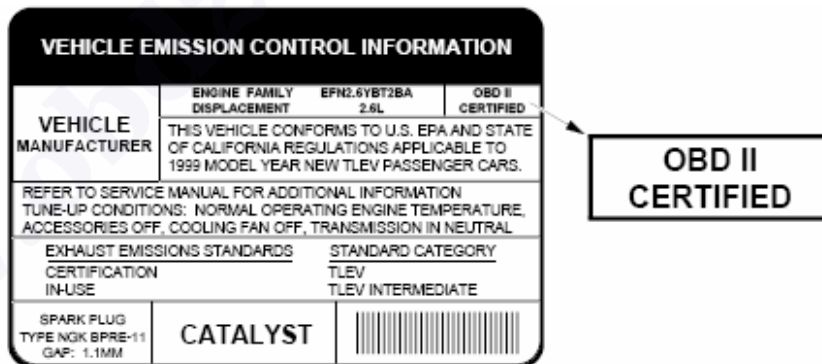 VEHICLE EMISSION CONTROL INFORMATION
VEHICLE
MANUFACTURER
ENGINE FAMILY EFN2.6YBT2BA
DISPLACEMENT 2.6L
OBD II
CERTIFIED
THIS VEHICLE CONFORMS TO U.S. EPA AND STATE
OF CALIFORNIA REGULATIONS APPLICABLE TO
1999 MODEL YEAR NEW TLEV PASSENGER CARS.
REFER TO SERVICE MANUAL FOR ADDITIONAL INFORMATION
TUNE-UP CONDITIONS: NORMAL OPERATING ENGINE TEMPERATURE,
ACCESSORIES OFF, COOLING FAN OFF, TRANSMISSION IN NEUTRAL
EXHAUST EMISSIONS STANDARDS STANDARD CATEGORY
CERTIFICATION TLEV
IN-USE TLEV INTERMEDIATE
SPARK PLUG
TYPE NGK BPRE-11
GAP: 1.1MM
CATALYST
OBD II
CERTIFIED